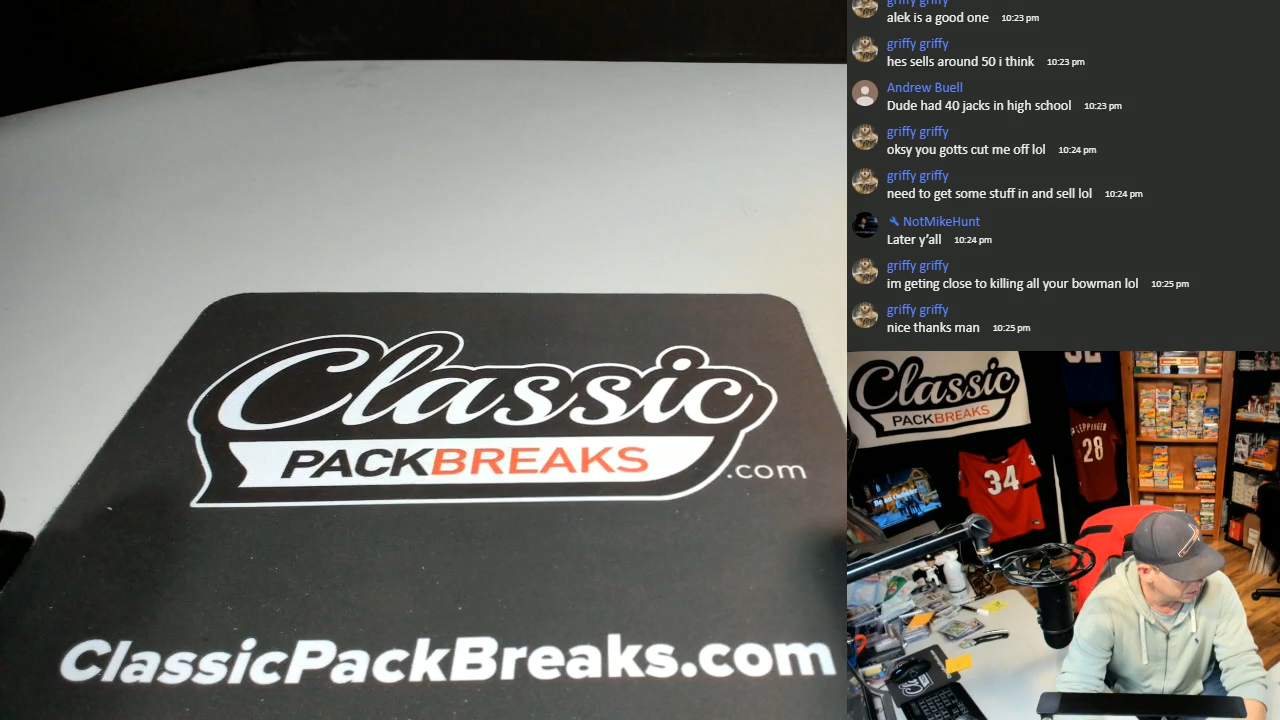 Classic
PACKBREAKS
.com
ClassicPackBreaks.com
griffy griffy
alek is a good one 10:23 pm
griffy griffy
hes sells around 50 i think 10:23 pm
Andrew Buell
Dude had 40 jacks in high school 10:23 pm
griffy griffy
oksy you gotts cut me off lol 10:24 pm
griffy griffy
need to get some stuff in and sell lol 10:24 pm
NotMikeHunt
Later y'all 10:24 pm
griffy griffy
im geting close to killing all your bowman lol 10:25 pm
griffy griffy
nice thanks man 10:25 pm
Classic
PACKBREAKS
34
LEPPINGER
28